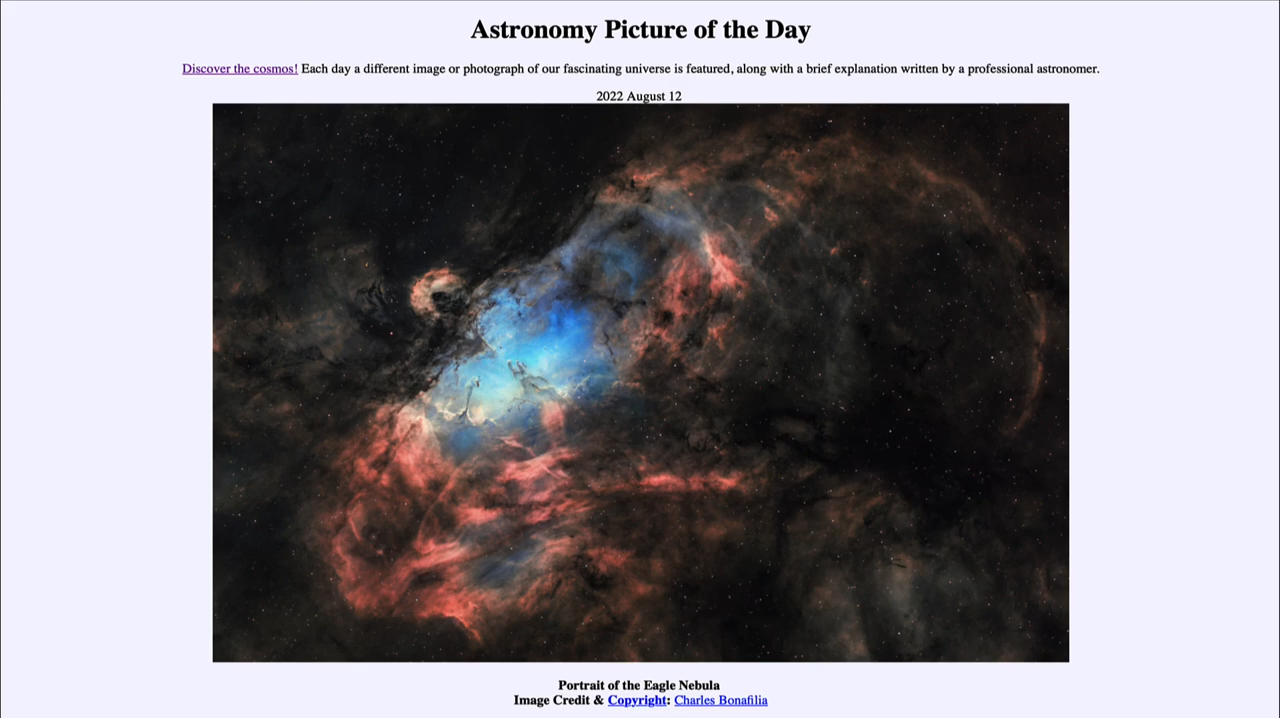 Astronomy Picture of the Day
Discover the cosmos! Each day a different image or photograph of our fascinating universe is featured, along with a brief explanation written by a professional astronomer.
2022 August 12
Portrait of the Eagle Nebula
Image Credit & Copyright: Charles Bonafilia